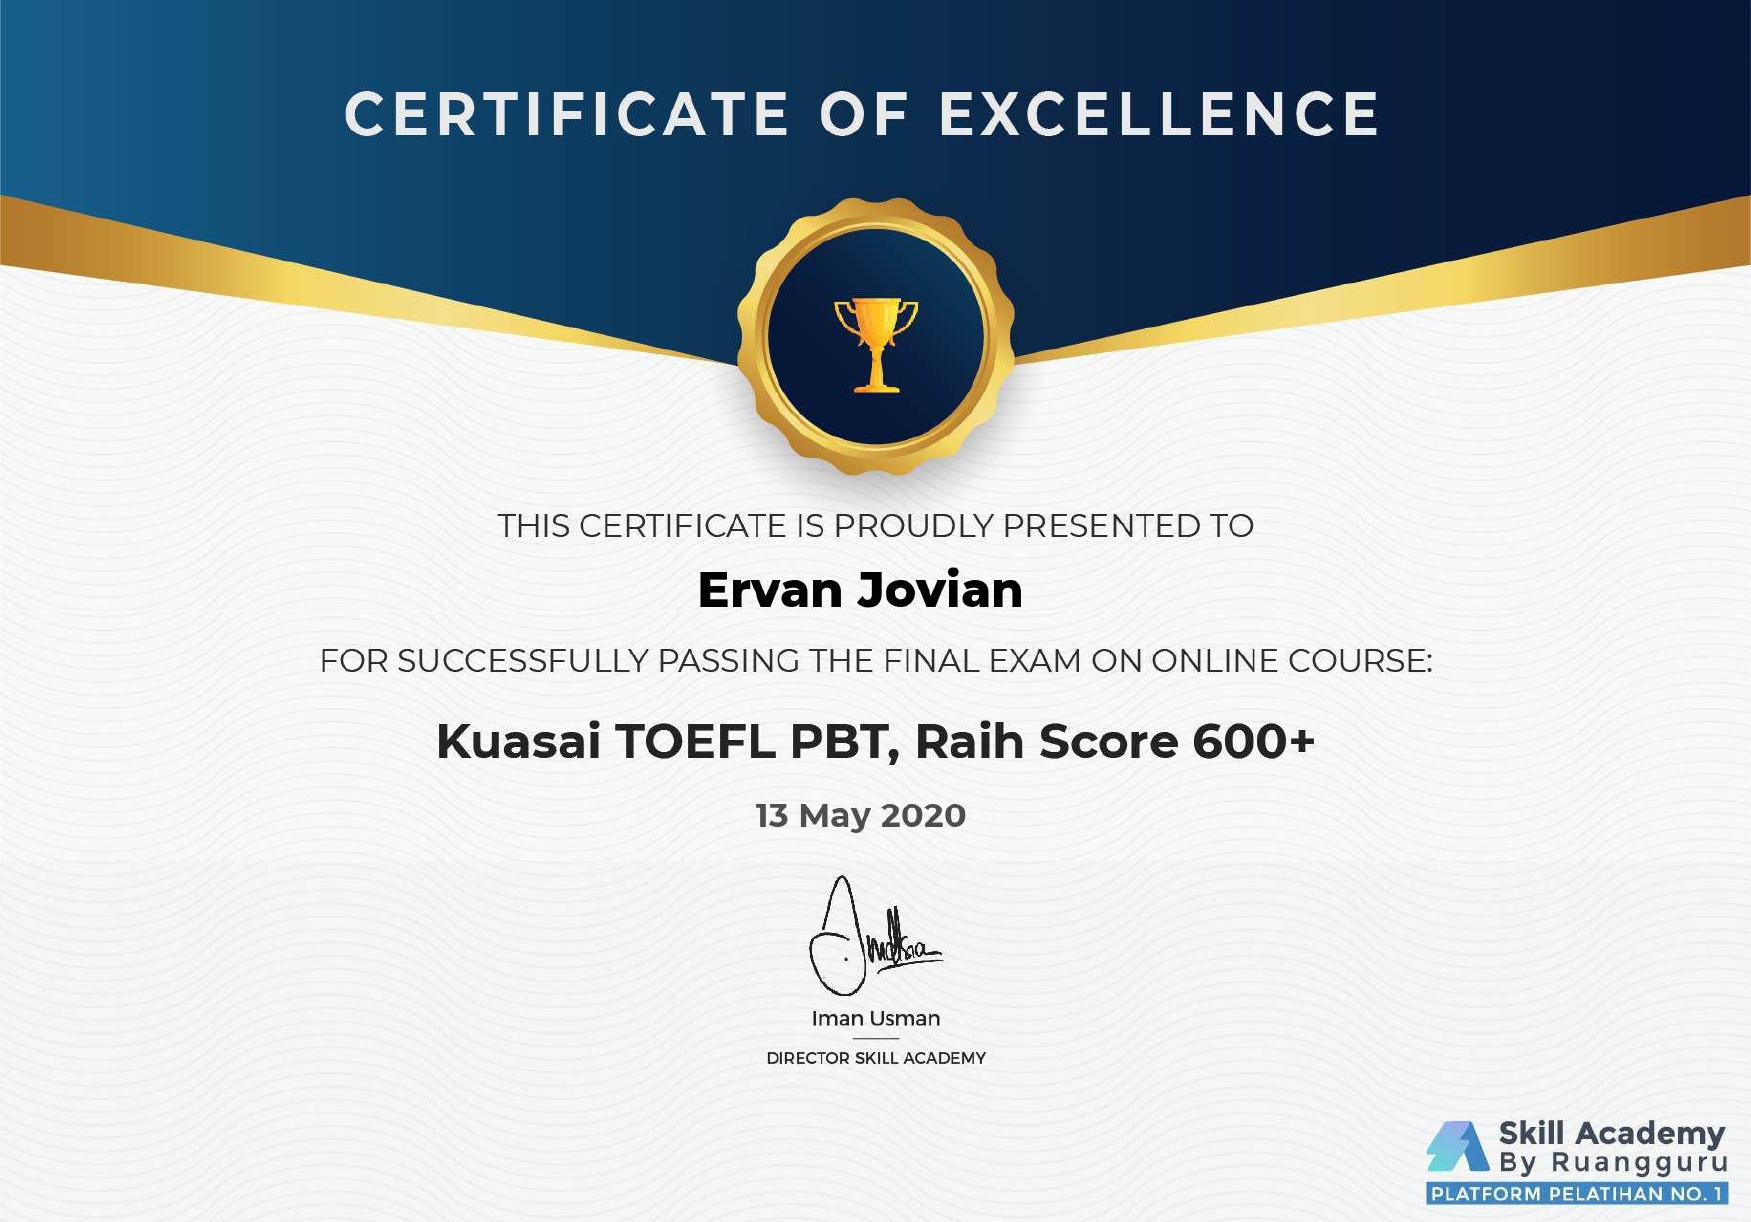 CERTIFICATE OF EXCELLENCE
THIS CERTIFICATE IS PROUDLY PRESENTED TO
Ervan Jovian
FOR SUCCESSFULLY PASSING THE FINAL EXAM ON ONLINE COURSE:
Kuasai TOEFL PBT, Raih Score 600+
13 May 2020
Iman Usman
DIRECTOR SKILL ACADEMY
Skill Academy
By Ruangguru
PLATFORM PELATIHAN NO. 1